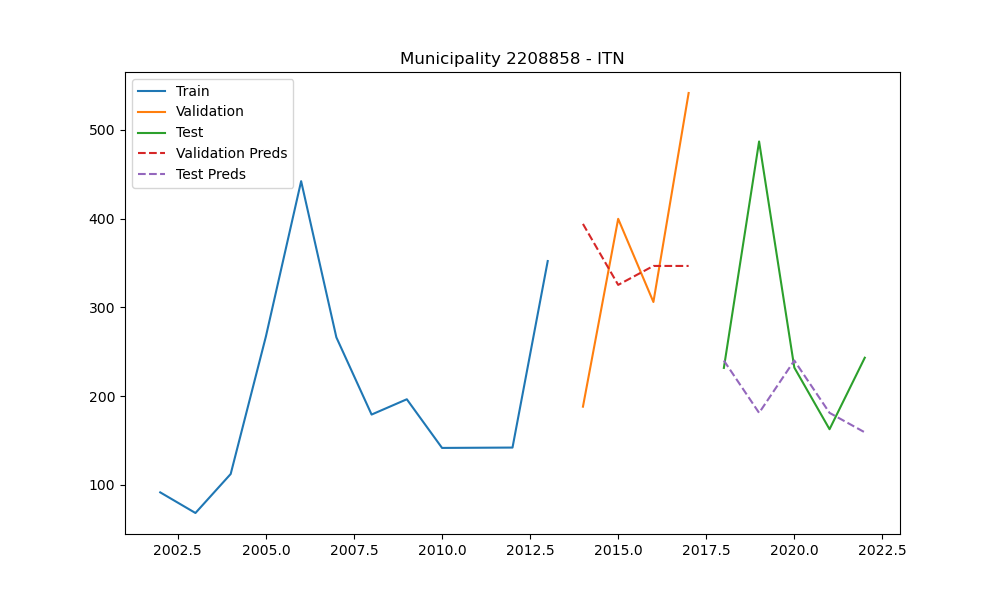 Municipality 2208858 - ITN
Train
Validation
Test
Validation Preds
Test Preds
500
400
300
200
100
2002.5 2005.0 2007.5 2010.0 2012.5 2015.0 2017.5 2020.0 2022.5